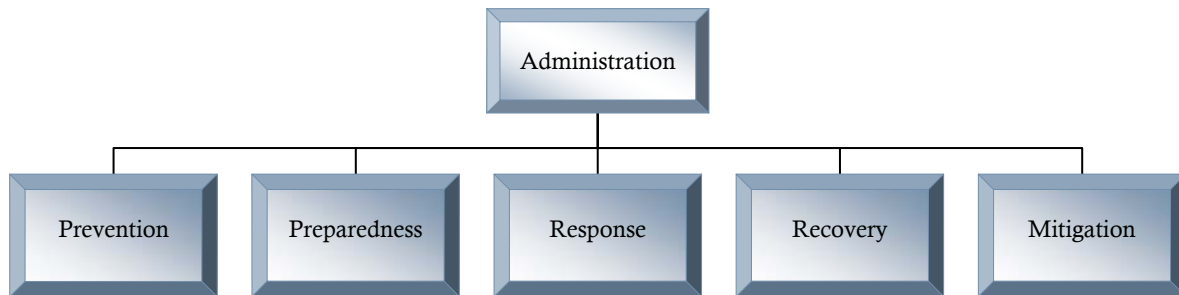 Administration
Prevention
Preparedness
Response
Recovery
Mitigation